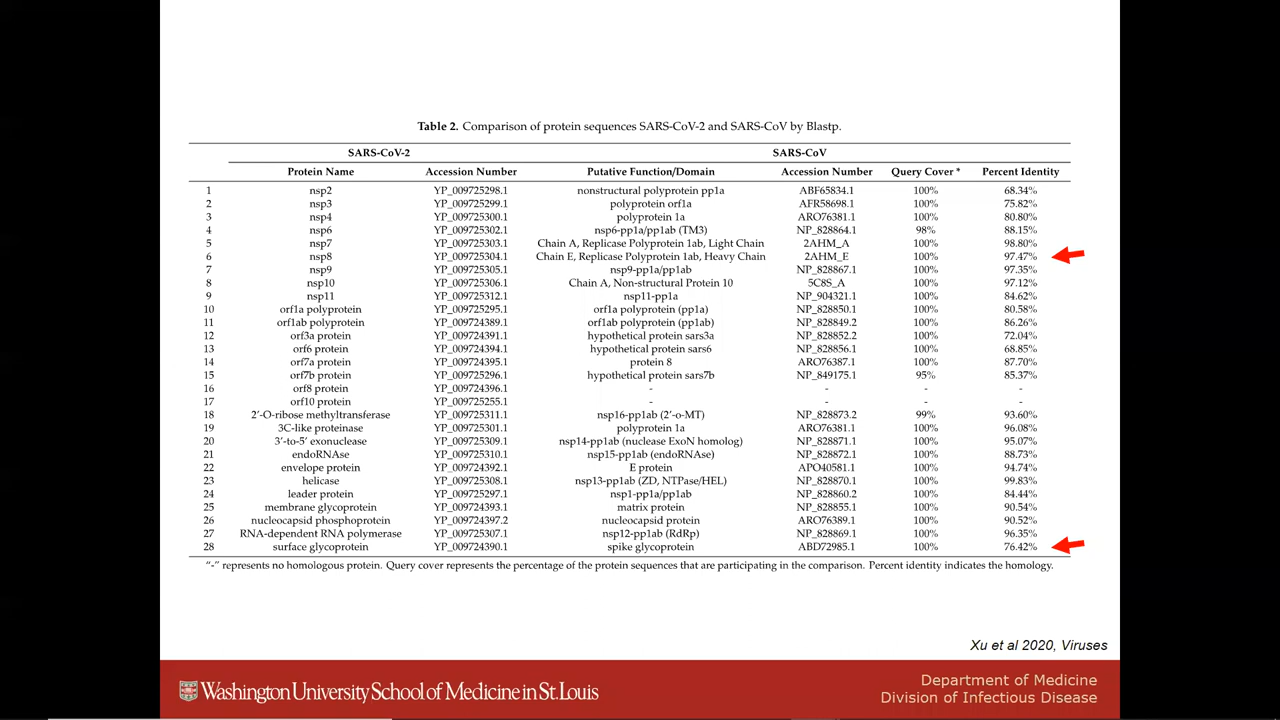 Table 2. Comparison of protein sequences SARS-CoV-2 and SARS-CoV by Blastp.
SARS-CoV-2 SARS-CoV
Protein Name Accession Number Putative Function/Domain Accession Number Query Cover * Percent Identity
1 nsp2 YP_009725298.1 nonstructural polyprotein pp1a ABF65834.1 100% 68.34%
2 nsp3 YP_009725299.1 polyprotein orf1a AFR58698.1 100% 75.82%
3 nsp4 YP_009725300.1 polyprotein 1a ARO76381.1 100% 80.80%
4 nsp6 YP_009725302.1 nsp6-pp1a/pp1ab (TM3) NP_828864.1 98% 88.15%
5 nsp7 YP_009725303.1 Chain A, Replicase Polyprotein 1ab, Light Chain 2AHM_A 100% 98.80%
6 nsp8 YP_009725304.1 Chain E, Replicase Polyprotein 1ab, Heavy Chain 2AHM_E 100% 97.47%
7 nsp9 YP_009725305.1 nsp9-pp1a/pp1ab NP_828867.1 100% 97.35%
8 nsp10 YP_009725306.1 Chain A, Non-structural Protein 10 5C8S_A 100% 97.12%
9 nsp11 YP_009725312.1 nsp11-pp1a NP_904321.1 100% 84.62%
10 orf1a polyprotein YP_009725295.1 orf1a polyprotein (pp1a) NP_828850.1 100% 80.58%
11 orf1ab polyprotein YP_009724389.1 orf1ab polyprotein (pp1ab) NP_828849.2 100% 86.26%
12 orf3a protein YP_009724391.1 hypothetical protein sars3a NP_828852.2 100% 72.04%
13 orf6 protein YP_009724394.1 hypothetical protein sars6 NP_828856.1 100% 68.85%
14 orf7a protein YP_009724395.1 protein 8 ARO76387.1 100% 87.70%
15 orf7b protein YP_009725296.1 hypothetical protein sars7b NP_849175.1 95% 85.37%
16 orf8 protein YP_009724396.1 - - - -
17 orf10 protein YP_009725255.1 - - - -
18 2′-O-ribose methyltransferase YP_009725311.1 nsp16-pp1ab (2′-o-MT) NP_828873.2 99% 93.60%
19 3C-like proteinase YP_009725301.1 polyprotein 1a ARO76381.1 100% 96.08%
20 3′-to-5′ exonuclease YP_009725309.1 nsp14-pp1ab (nuclease ExoN homolog) NP_828871.1 100% 95.07%
21 endoRNAse YP_009725310.1 nsp15-pp1ab (endoRNAse) NP_828872.1 100% 88.73%
22 envelope protein YP_009724392.1 E protein APO40581.1 100% 94.74%
23 helicase YP_009725308.1 nsp13-pp1ab (ZD, NTPase/HEL) NP_828870.1 100% 99.83%
24 leader protein YP_009725297.1 nsp1-pp1a/pp1ab NP_828860.2 100% 84.44%
25 membrane glycoprotein YP_009724393.1 matrix protein NP_828855.1 100% 90.54%
26 nucleocapsid phosphoprotein YP_009724397.2 nucleocapsid protein ARO76389.1 100% 90.52%
27 RNA-dependent RNA polymerase YP_009725307.1 nsp12-pp1ab (RdRp) NP_828869.1 100% 96.35%
28 surface glycoprotein YP_009724390.1 spike glycoprotein ABD72985.1 100% 76.42%
“-” represents no homologous protein. Query cover represents the percentage of the protein sequences that are participating in the comparison. Percent identity indicates the homology.
Xu et al 2020, Viruses
Washington University School of Medicine in St. Louis
Department of Medicine
Division of Infectious Disease